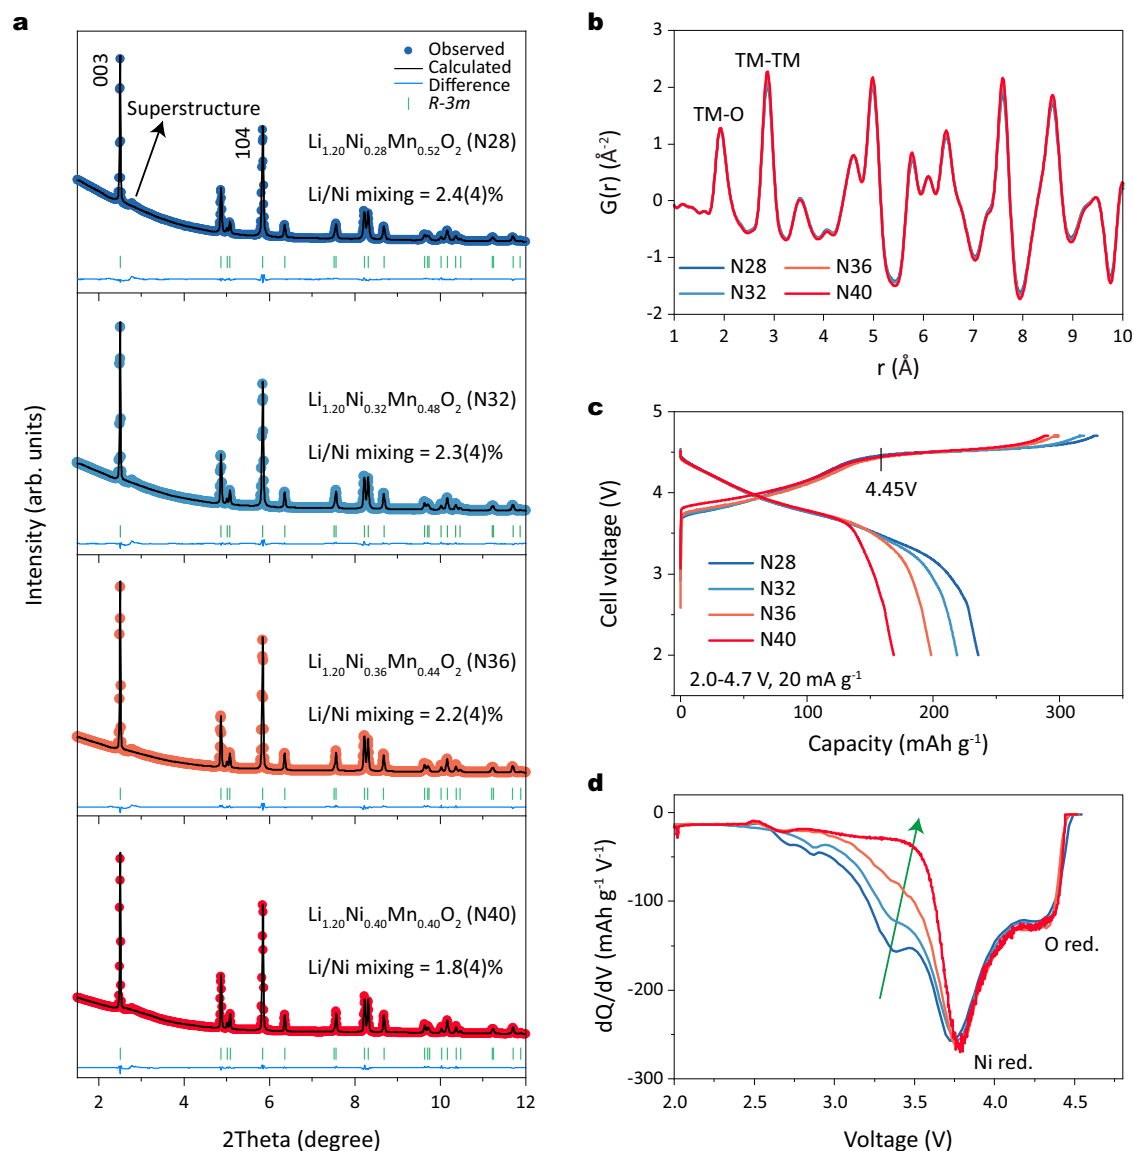 a
003
Superstructure
104
Observed
Calculated
Difference
R-3m
Li1.20Ni0.28Mn0.52O2 (N28)
Li/Ni mixing = 2.4(4)%
Li1.20Ni0.32Mn0.48O2 (N32)
Li/Ni mixing = 2.3(4)%
Li1.20Ni0.36Mn0.44O2 (N36)
Li/Ni mixing = 2.2(4)%
Li1.20Ni0.40Mn0.40O2 (N40)
Li/Ni mixing = 1.8(4)%
Intensity (arb. units)
2 4 6 8 10 12
2Theta (degree)
b
3
2
1
0
-1
-2
G(r) (Å-2)
TM-O
TM-TM
N28 N36
N32 N40
1 2 3 4 5 6 7 8 9 10
r (Å)
c
5
4
3
2
Cell voltage (V)
4.45V
N28
N32
N36
N40
2.0-4.7 V, 20 mA g-1
0 100 200 300
Capacity (mAh g-1)
d
0
-100
-200
-300
dQ/dV (mAh g-1 V-1)
O red.
Ni red.
2.0 2.5 3.0 3.5 4.0 4.5
Voltage (V)